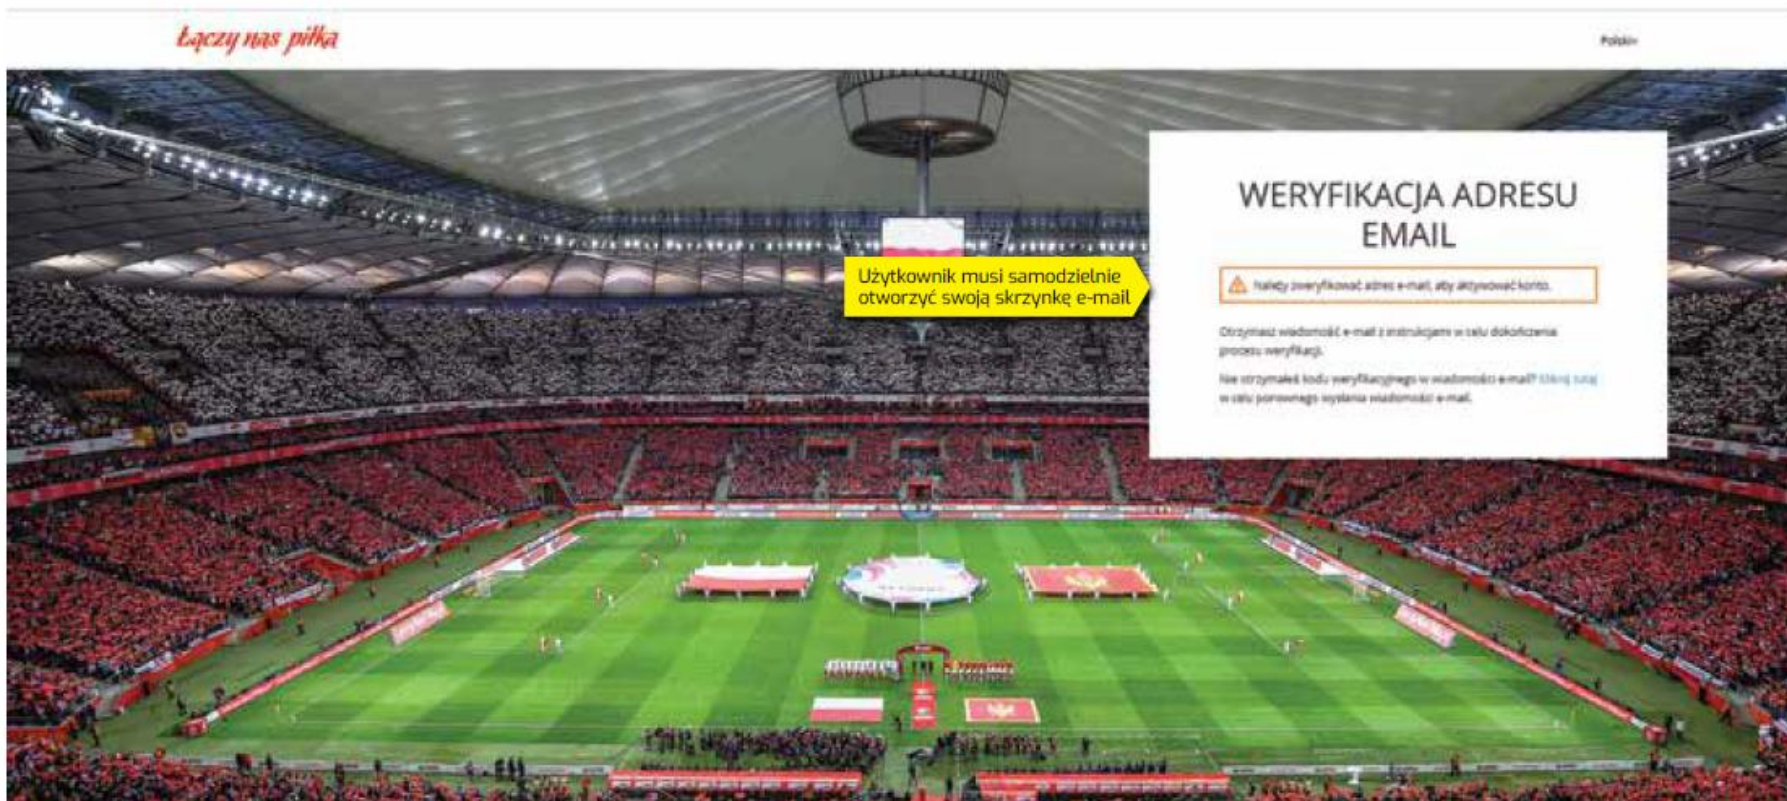 Łączy nas piłka
Polski
WERYFIKACJA ADRESU
EMAIL
Użytkownik musi samodzielnie
otworzyć swoją skrzynkę e-mail
Należy zweryfikować adres e-mail, aby aktywować konto.
Otrzymasz wiadomość e-mail z instrukcjami w celu dokończenia
procesu weryfikacji.
Nie otrzymałeś kodu weryfikacyjnego w wiadomości e-mail? Kliknij tutaj
w celu ponownego wysłania wiadomości e-mail.